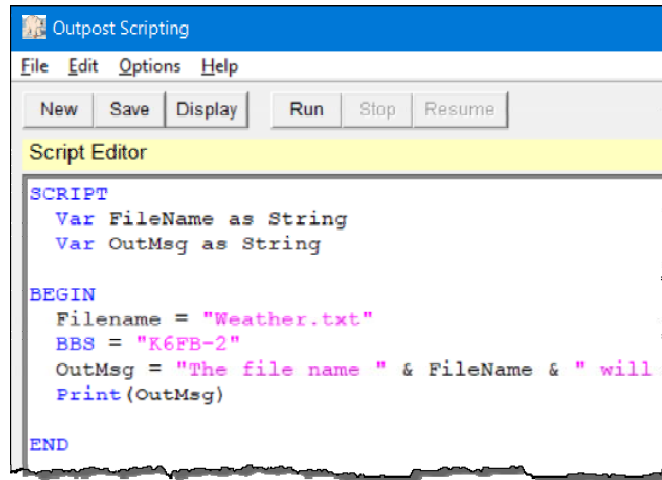 Outpost Scripting
File Edit Options Help
New Save Display Run Stop Resume
Script Editor
SCRIPT
Var FileName as String
Var OutMsg as String
BEGIN
Filename = "Weather.txt"
BBS = "K6FB-2"
OutMsg = "The file name " & FileName & " will
Print(OutMsg)
END